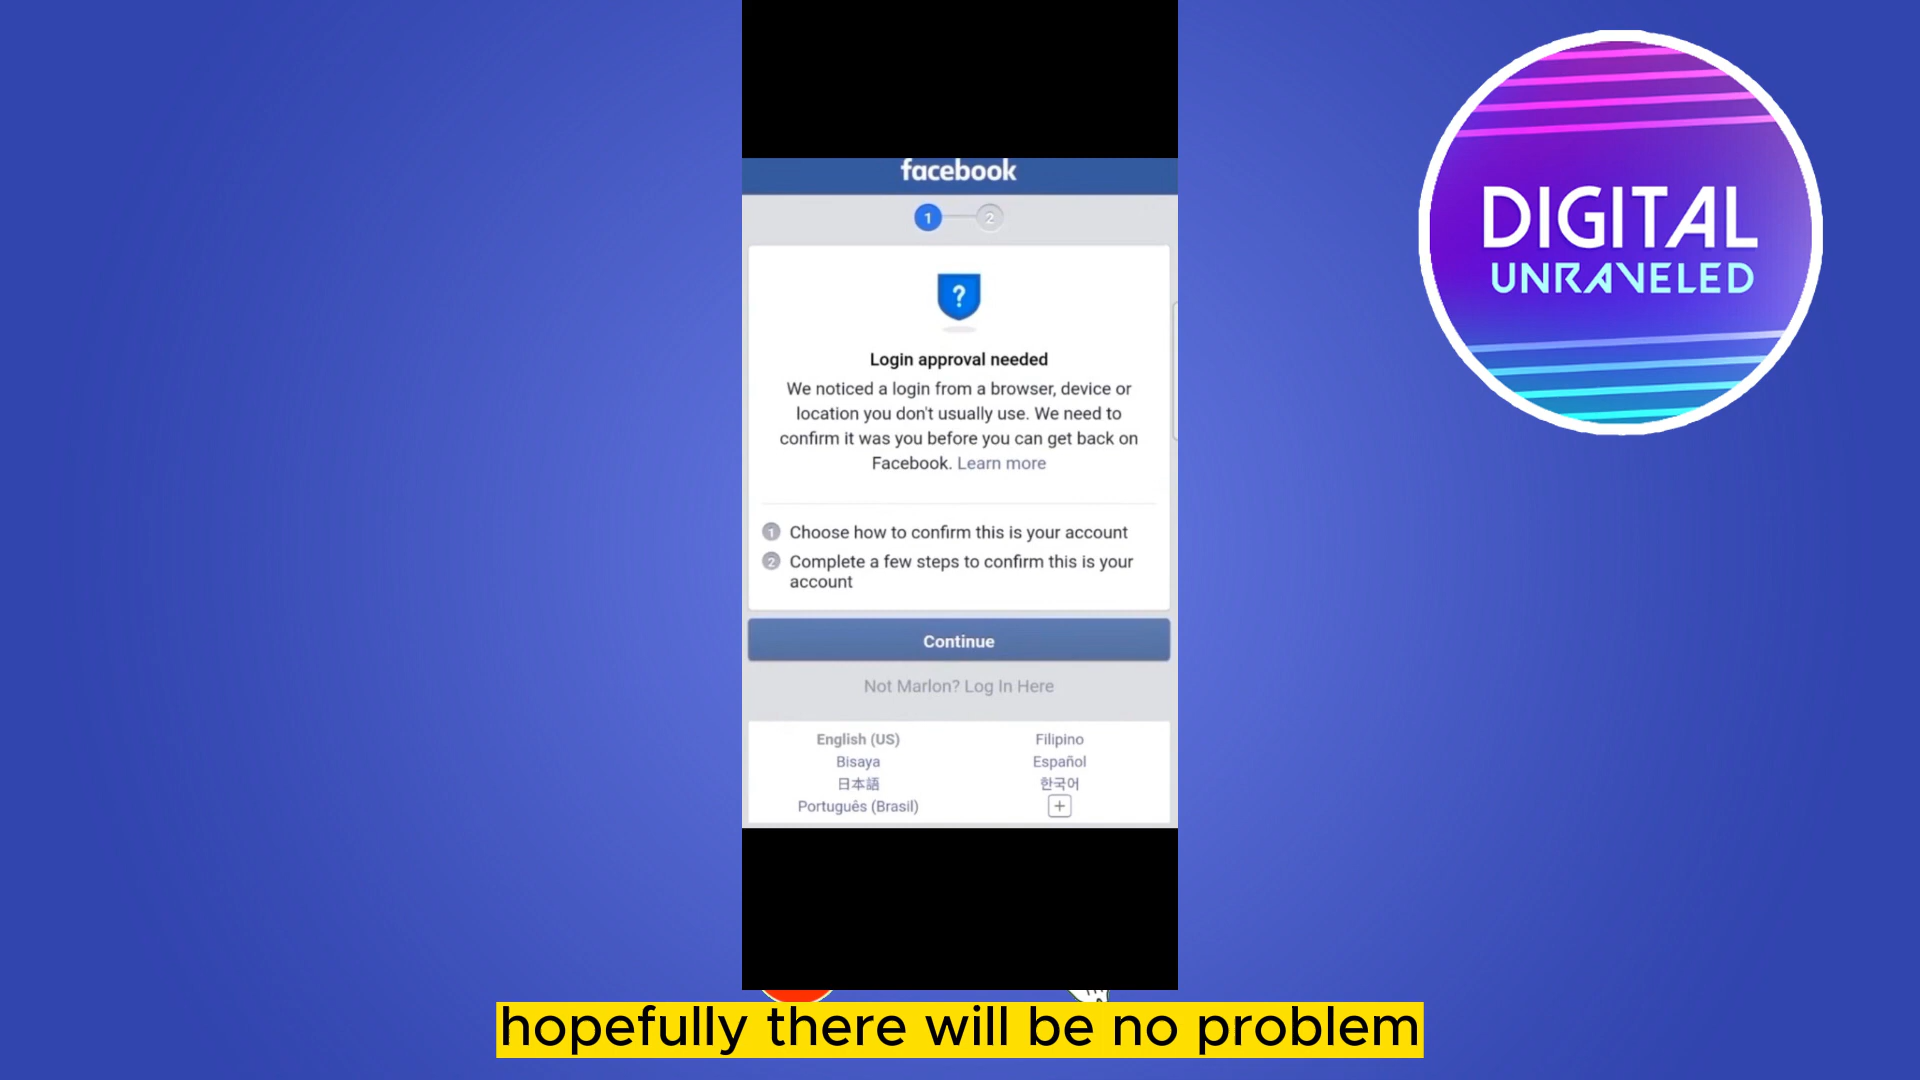 facebook
1
2
?
Login approval needed
We noticed a login from a browser, device or
location you don't usually use. We need to
confirm it was you before you can get back on
Facebook. Learn more
1 Choose how to confirm this is your account
2 Complete a few steps to confirm this is your
account
Continue
Not Marlon? Log In Here
English (US)
Filipino
Bisaya
Español
日本語
한국어
Português (Brasil)
+
DIGITAL
UNRAVELED
hopefully there will be no problem